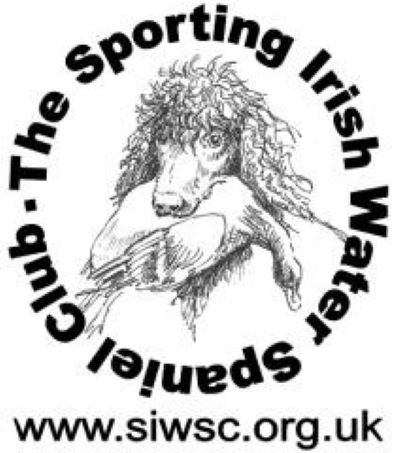 The Sporting Irish Water Spaniel Club ·
www.siwsc.org.uk